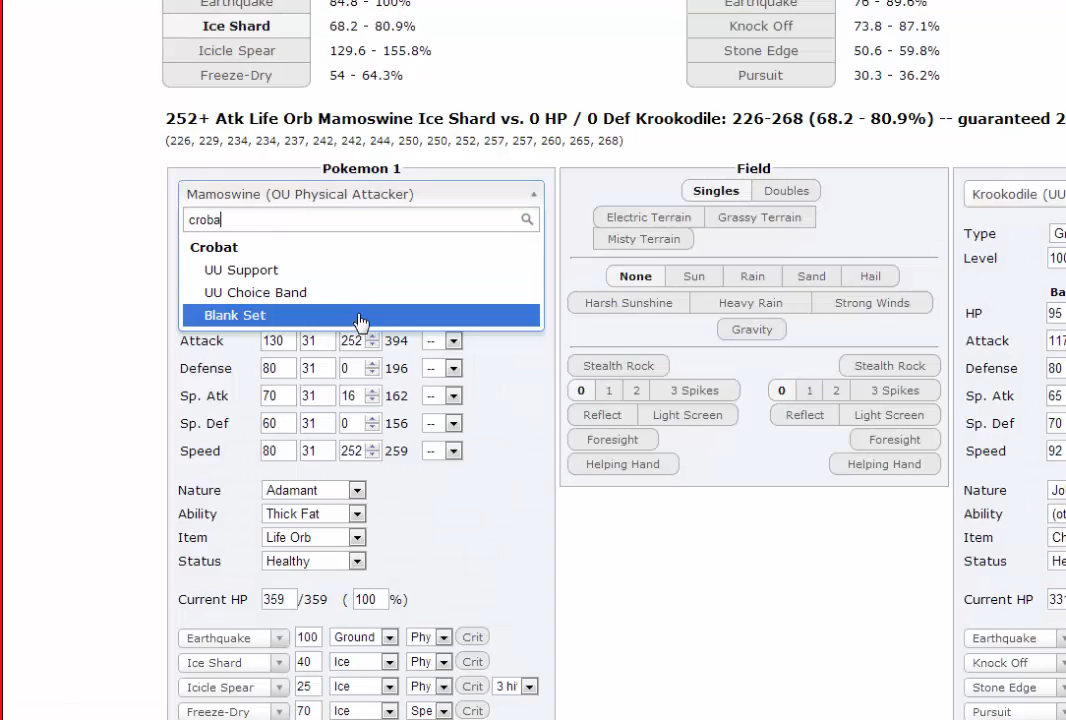 Earthquake 84.8 - 100% Earthquake 76 - 89.6%
Ice Shard 68.2 - 80.9% Knock Off 73.8 - 87.1%
Icicle Spear 129.6 - 155.8% Stone Edge 50.6 - 59.8%
Freeze-Dry 54 - 64.3% Pursuit 30.3 - 36.2%
252+ Atk Life Orb Mamoswine Ice Shard vs. 0 HP / 0 Def Krookodile: 226-268 (68.2 - 80.9%) -- guaranteed 2
(226, 229, 234, 234, 237, 242, 242, 244, 250, 250, 252, 257, 257, 260, 265, 268)
Pokemon 1 Field
Mamoswine (OU Physical Attacker) Singles Doubles Krookodile (UU
croba Electric Terrain Grassy Terrain
Type
Misty Terrain
Crobat
Level 100
UU Support None Sun Rain Sand Hail
UU Choice Band Harsh Sunshine Heavy Rain Strong Winds Ba
Blank Set HP 95
Gravity
Attack 130 31 252 394 -- Attack 117
Defense 80 31 0 196 -- Stealth Rock Stealth Rock Defense 80
Sp. Atk 70 31 16 162 -- 0 1 2 3 Spikes 0 1 2 3 Spikes Sp. Atk 65
Sp. Def 60 31 0 156 -- Reflect Light Screen Reflect Light Screen Sp. Def 70
Foresight Foresight
Speed 80 31 252 259 -- Helping Hand Helping Hand Speed 92
Nature Adamant Nature Jo
Ability Thick Fat Ability (ot
Item Life Orb Item Ch
Status Healthy Status He
Current HP 359 /359 ( 100 %) Current HP 331
Earthquake 100 Ground Phy Crit Earthquake
Ice Shard 40 Ice Phy Crit Knock Off
Icicle Spear 25 Ice Phy Crit 3 hi Stone Edge
Freeze-Dry 70 Ice Spe Crit Pursuit